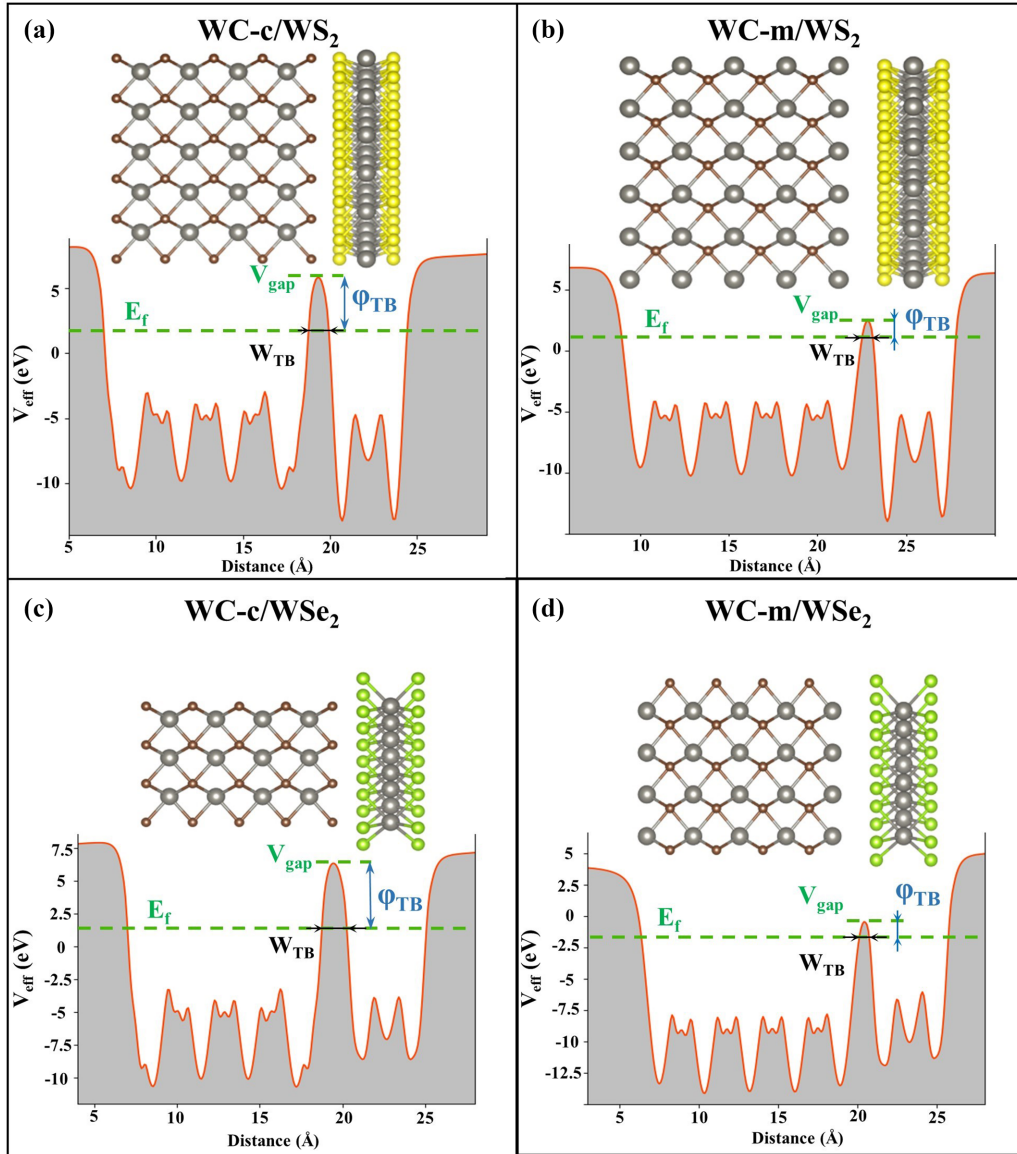 (a) WC-c/WS₂
V_gap
φ_TB
E_f
W_TB
V_eff (eV)
5
0
-5
-10
5 10 15 20 25
Distance (Å)
(b) WC-m/WS₂
V_gap
φ_TB
E_f
W_TB
V_eff (eV)
5
0
-5
-10
10 15 20 25
Distance (Å)
(c) WC-c/WSe₂
V_gap
φ_TB
E_f
W_TB
V_eff (eV)
7.5
5
2.5
0
-2.5
-5
-7.5
-10
5 10 15 20 25
Distance (Å)
(d) WC-m/WSe₂
V_gap
φ_TB
E_f
W_TB
V_eff (eV)
5
2.5
0
-2.5
-5
-7.5
-10
-12.5
5 10 15 20 25
Distance (Å)